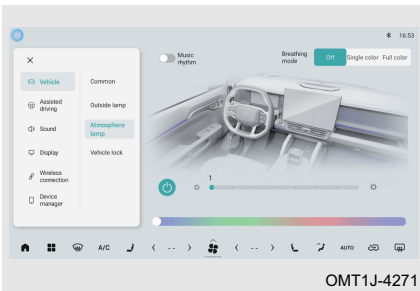 16:53
Music
rhythm
Breathing
mode
Off
Single color
Full color
Vehicle
Common
Assisted
driving
Outside lamp
Sound
Atmosphere
lamp
Display
Vehicle lock
Wireless
connection
Device
manager
1
A/C
--
--
AUTO
OMT1J-4271